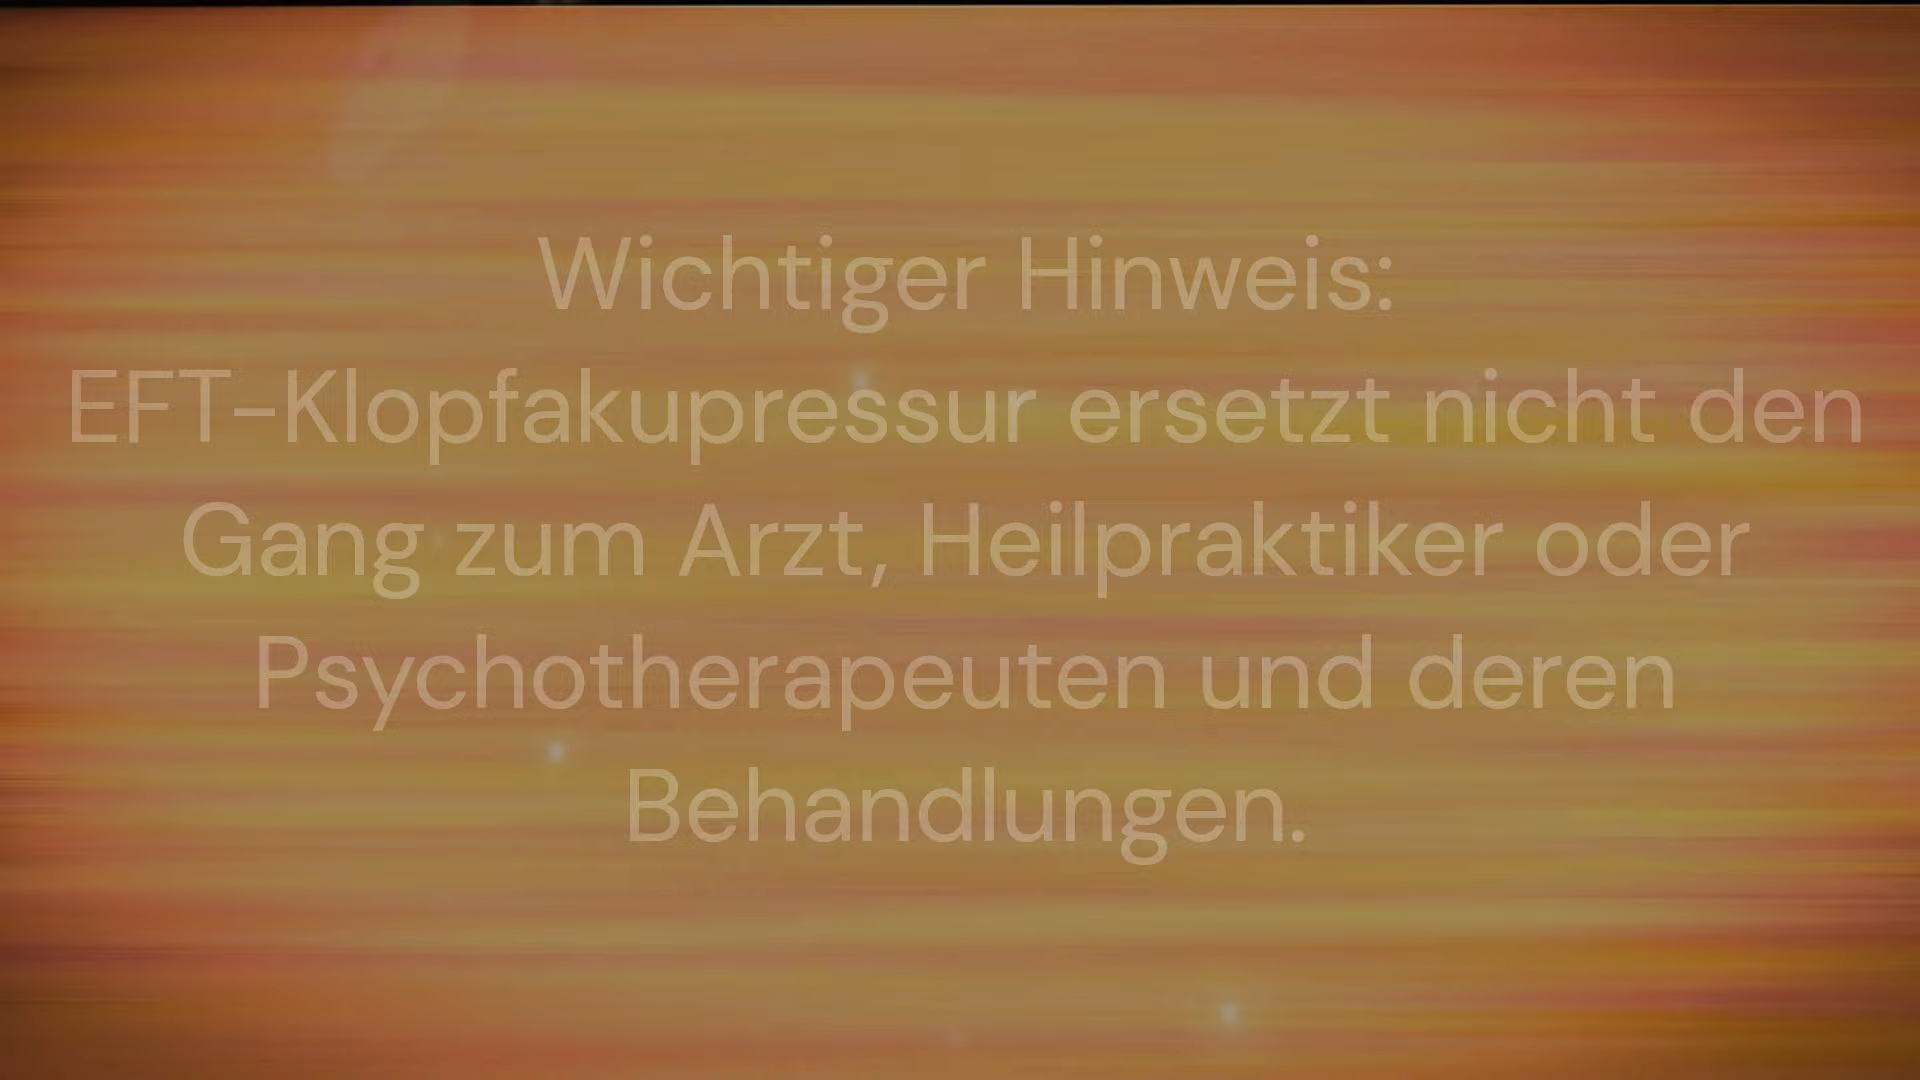 Wichtiger Hinweis:
EFT-Klopfakupressur ersetzt nicht den
Gang zum Arzt, Heilpraktiker oder
Psychotherapeuten und deren
Behandlungen.